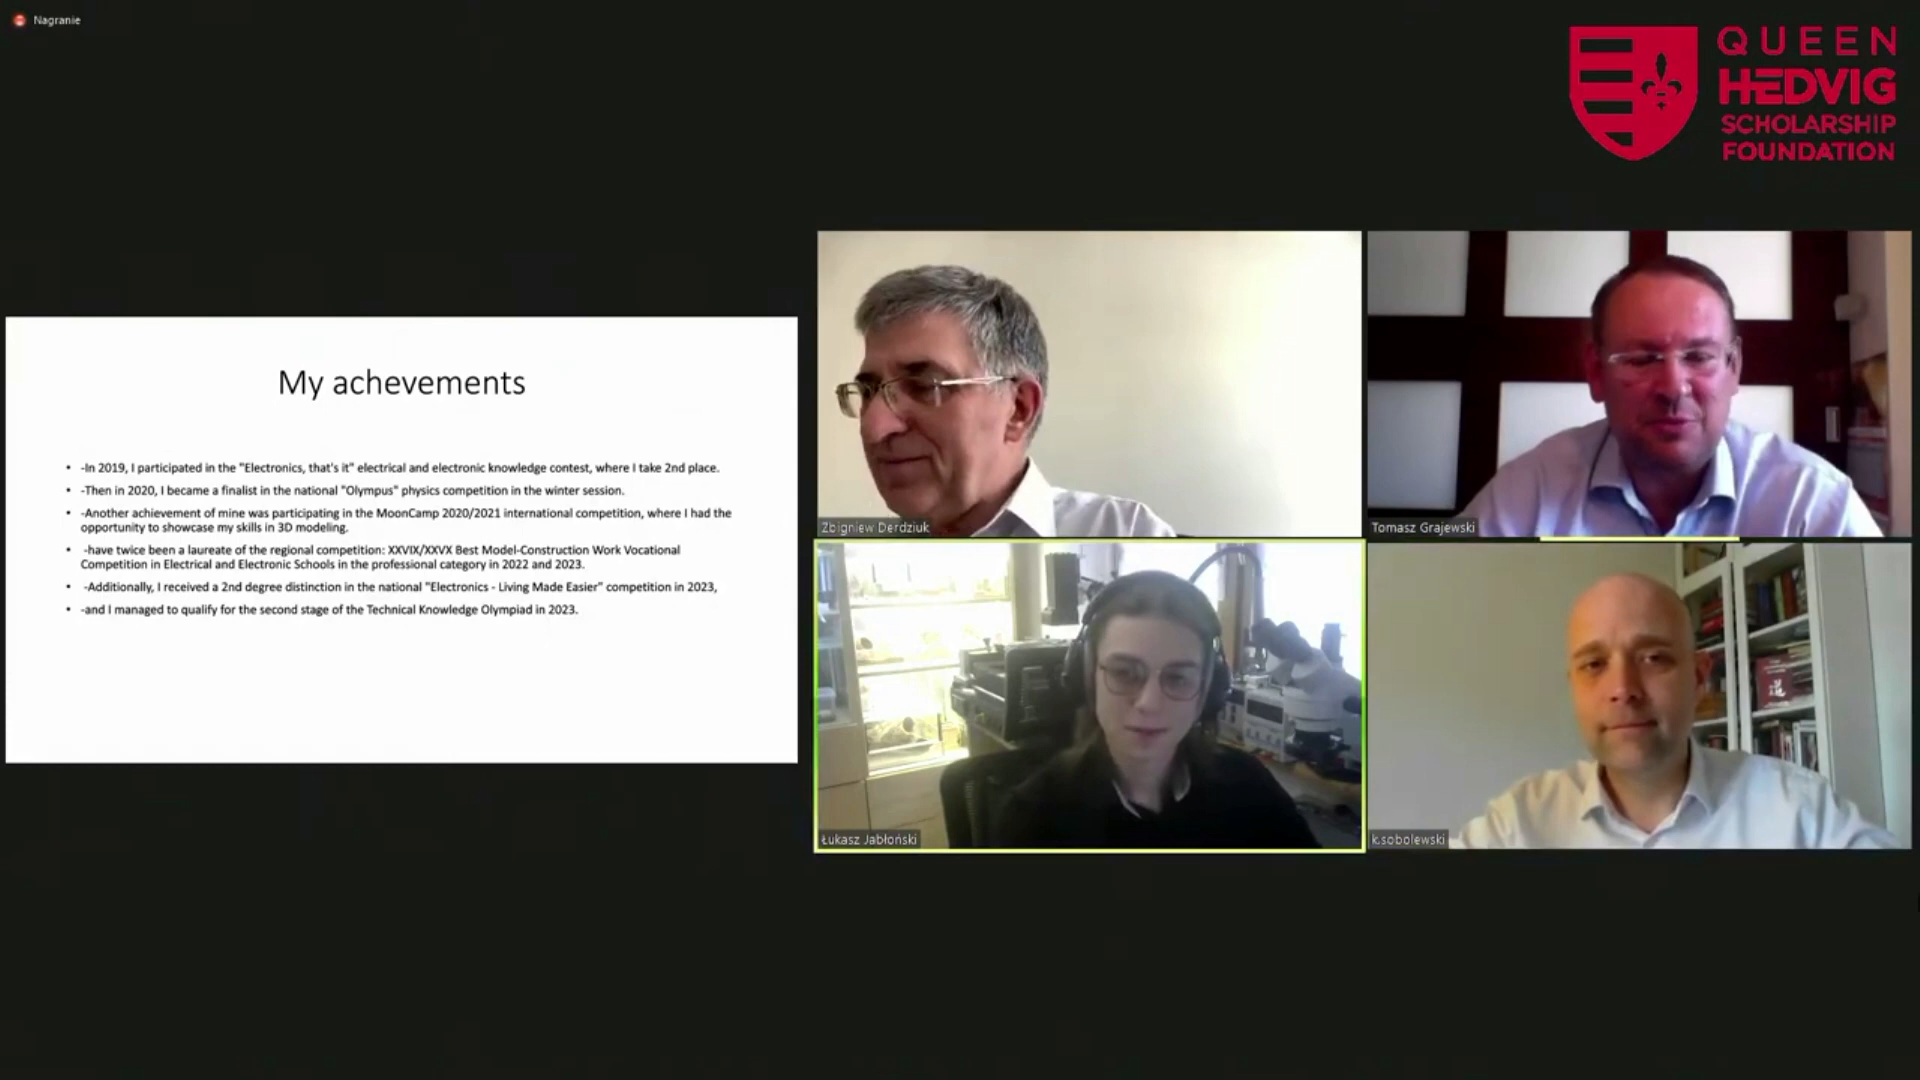 Nagranie
QUEEN
HEDVIG
SCHOLARSHIP
FOUNDATION
My achevements
• -In 2019, I participated in the "Electronics, that's it" electrical and electronic knowledge contest, where I take 2nd place.
• -Then in 2020, I became a finalist in the national "Olympus" physics competition in the winter session.
• -Another achievement of mine was participating in the MoonCamp 2020/2021 international competition, where I had the
opportunity to showcase my skills in 3D modeling.
• -have twice been a laureate of the regional competition: XXVIX/XXVX Best Model-Construction Work Vocational
Competition in Electrical and Electronic Schools in the professional category in 2022 and 2023.
• -Additionally, I received a 2nd degree distinction in the national "Electronics - Living Made Easier" competition in 2023,
• -and I managed to qualify for the second stage of the Technical Knowledge Olympiad in 2023.
Zbigniew Derdziuk
Tomasz Grajewski
Łukasz Jabłoński
k.sobolewski